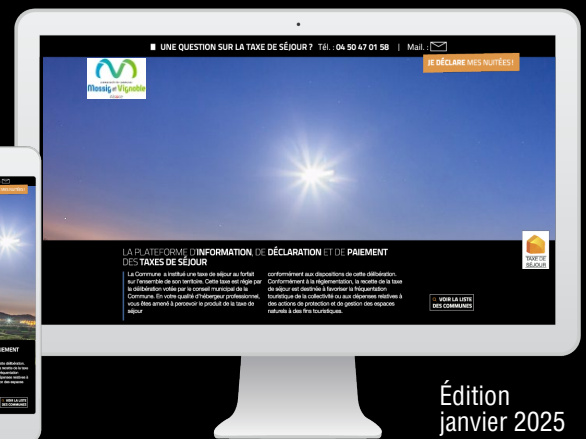 UNE QUESTION SUR LA TAXE DE SÉJOUR ? Tél. : 04 50 47 01 58 | Mail. :
JE DÉCLARE MES NUITÉES !
Mossig et Vignoble
LA PLATEFORME D'INFORMATION, DE DÉCLARATION ET DE PAIEMENT
DES TAXES DE SÉJOUR
La Commune a institué une taxe de séjour au forfait
sur l'ensemble de son territoire. Cette taxe est régie par
la délibération votée par le conseil municipal de la
Commune. En votre qualité d'hébergeur professionnel,
vous êtes amené à percevoir le produit de la taxe de
séjour
conformément aux dispositions de cette délibération.
Conformément à la réglementation, la recette de la taxe
de séjour est destinée à favoriser la fréquentation
touristique de la collectivité ou aux dépenses relatives à
des actions de protection et de gestion des espaces
naturels à des fins touristiques.
TAXE DE
SÉJOUR
VOIR LA LISTE
DES COMMUNES
VOIR LA LISTE
DES COMMUNES
Édition
janvier 2025